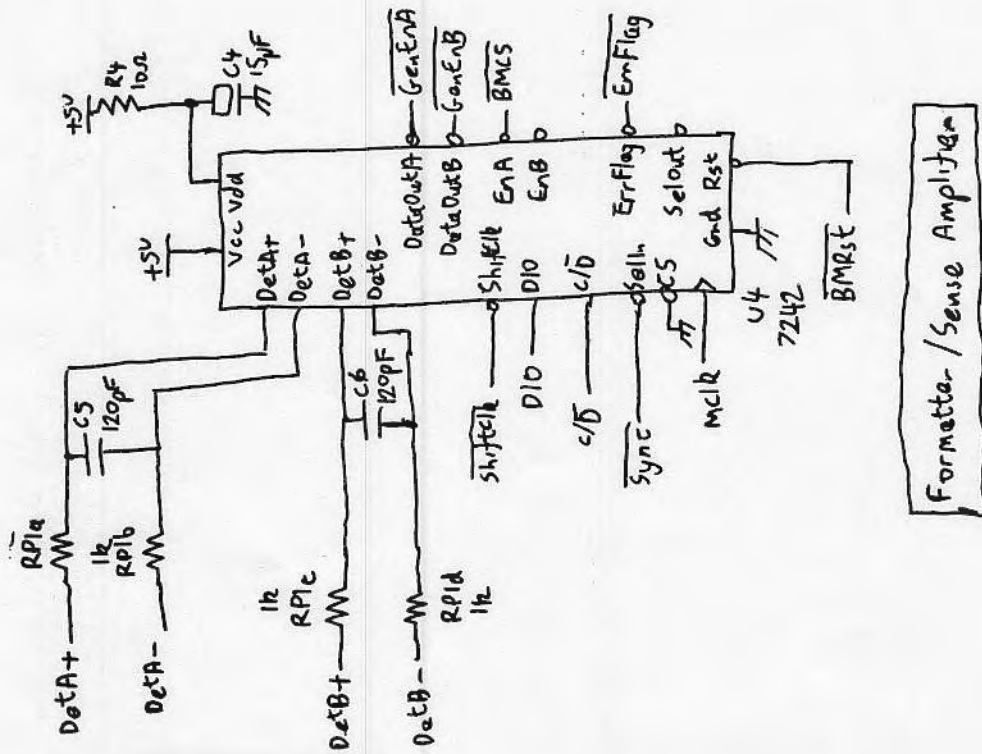 +5V
R4
10Ω
C4
15µF
+5V
Vcc
Vdd
DetA+
DetA-
DetB+
DetB-
ShiftClk
DIO
C/D
SelIn
CS
DataOutA
DataOutB
EnA
EnB
ErrFlag
SelOut
Gnd
Rst
GenEnA
GenEnB
BMCS
ErrFlag
DetA+
RP1a
C5
120pF
1k
RP1b
DetA-
DetB+
1k
RP1c
C6
120pF
DetB-
RP1d
1k
ShiftClk
DIO
C/D
Sync
MClk
U4
7242
BMRst
Formatter/Sense Amplifier